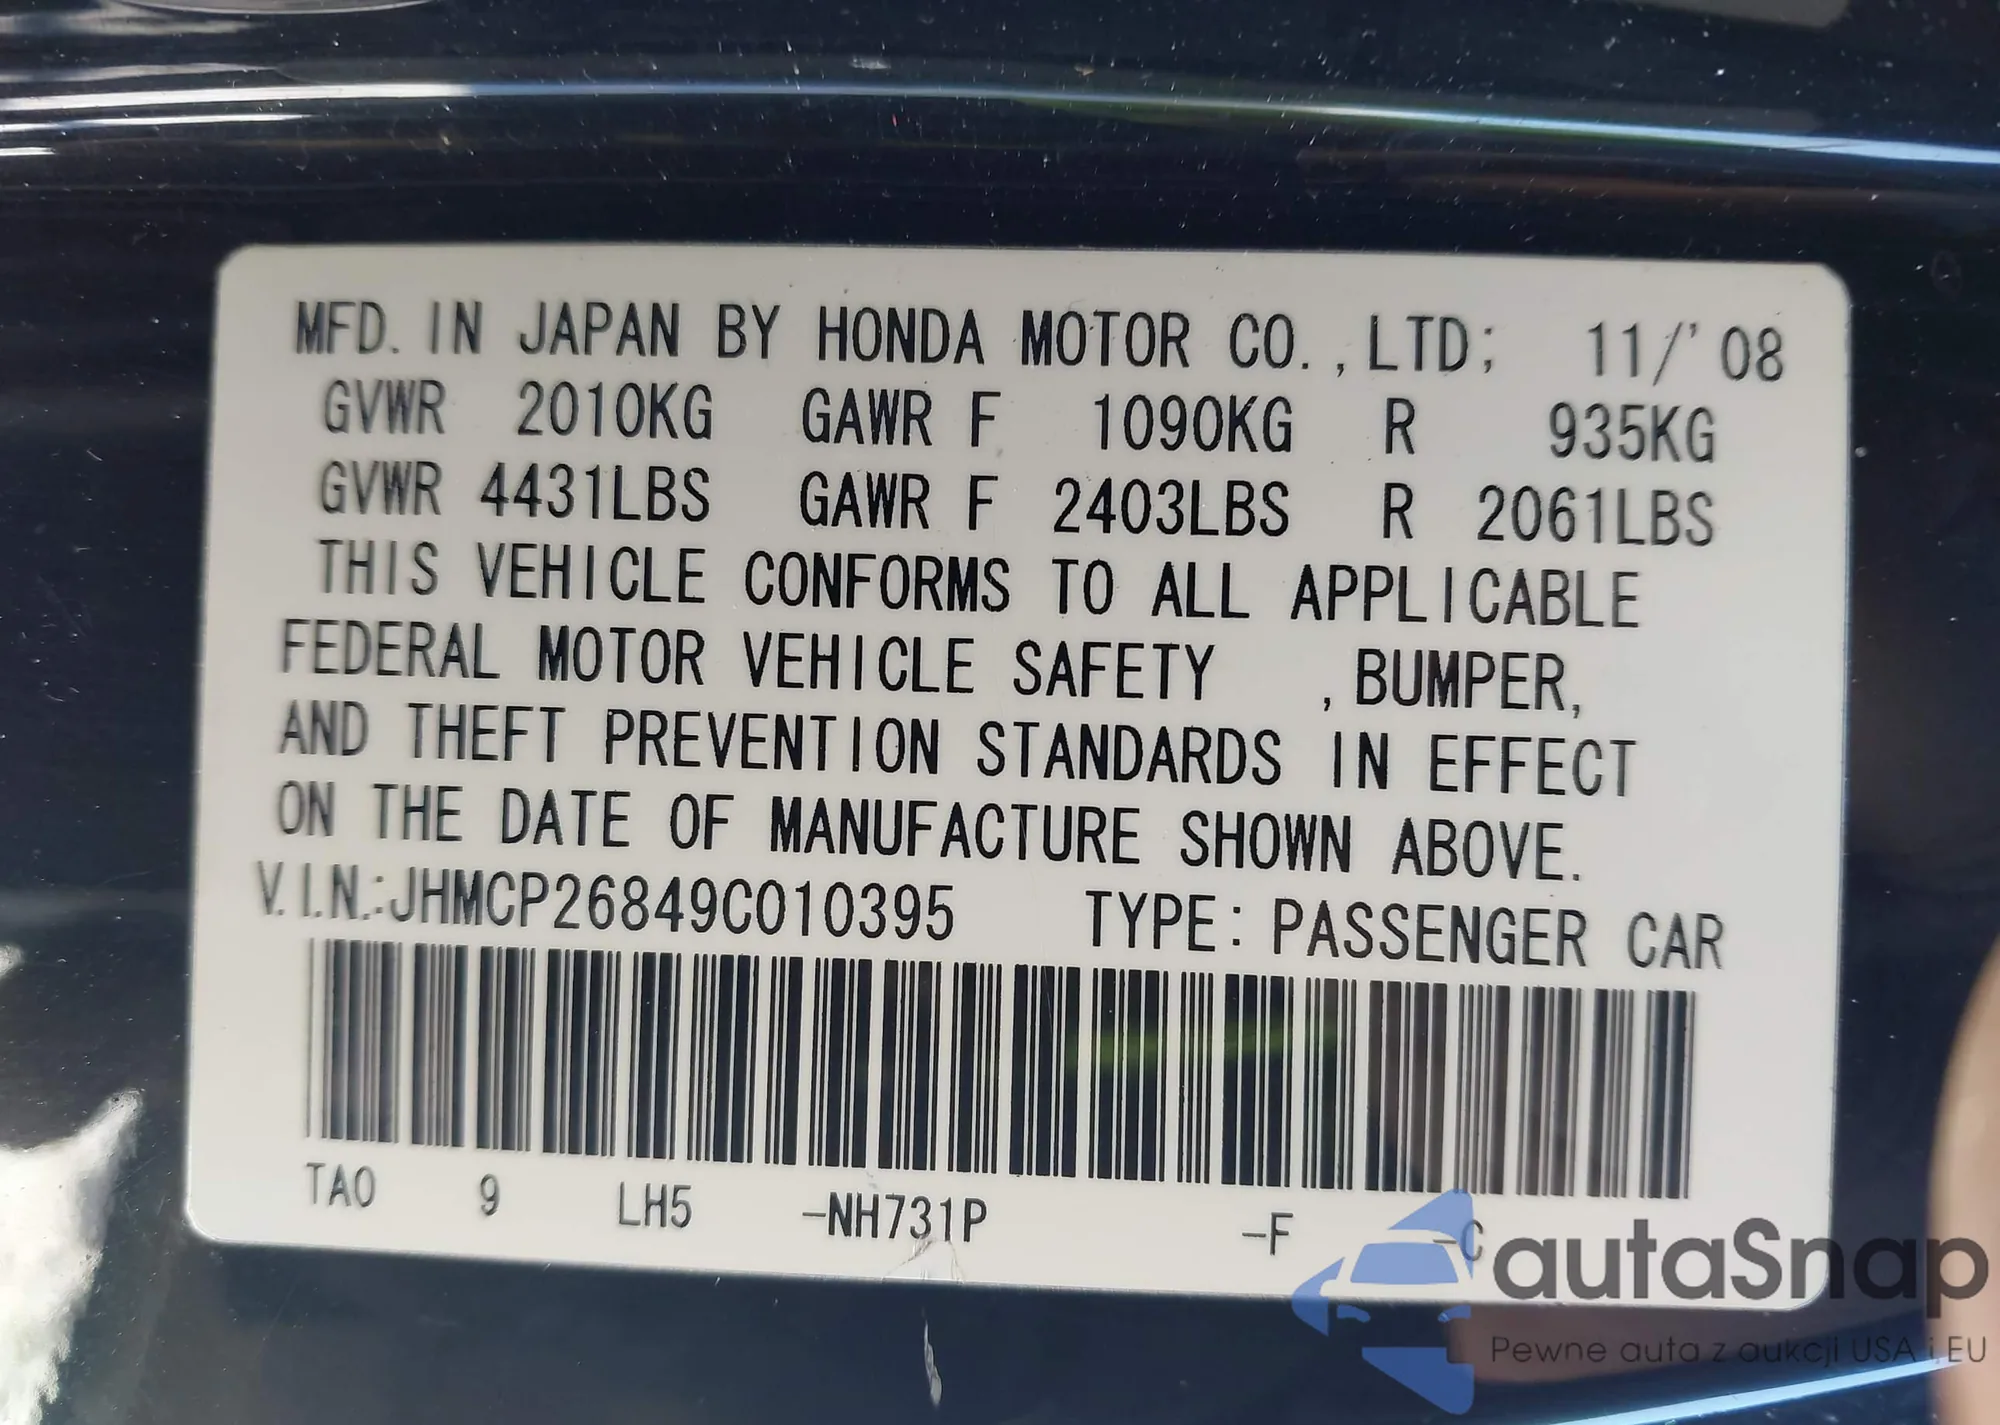 MFD. IN JAPAN BY HONDA MOTOR CO.,LTD; 11/'08
GVWR 2010KG GAWR F 1090KG R 935KG
GVWR 4431LBS GAWR F 2403LBS R 2061LBS
THIS VEHICLE CONFORMS TO ALL APPLICABLE
FEDERAL MOTOR VEHICLE SAFETY ,BUMPER,
AND THEFT PREVENTION STANDARDS IN EFFECT
ON THE DATE OF MANUFACTURE SHOWN ABOVE.
V.I.N.:JHMCP26849C010395 TYPE: PASSENGER CAR
TA0 9 LH5 -NH731P -F -C
autaSnap
Pewne auta z aukcji USA i EU